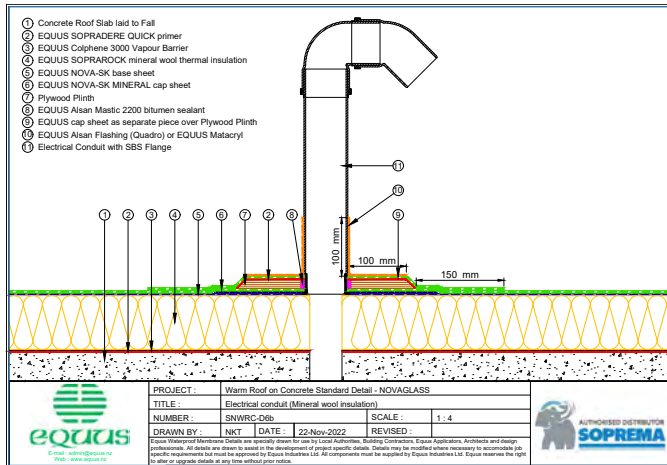 1 Concrete Roof Slab laid to Fall
2 EQUUS SOPRADERE QUICK primer
3 EQUUS Colphene 3000 Vapour Barrier
4 EQUUS SOPRAROCK mineral wool thermal insulation
5 EQUUS NOVA-SK base sheet
6 EQUUS NOVA-SK MINERAL cap sheet
7 Plywood Plinth
8 EQUUS Alsan Mastic 2200 bitumen sealant
9 EQUUS cap sheet as separate piece over Plywood Plinth
10 EQUUS Alsan Flashing (Quadro) or EQUUS Matacryl
11 Electrical Conduit with SBS Flange
11
10
1 2 3 4 5 6 7 2 8 9
100 mm
100 mm
150 mm
equus
E-mail : admin@equus.nz
Web : www.equus.nz
PROJECT : Warm Roof on Concrete Standard Detail - NOVAGLASS
TITLE : Electrical conduit (Mineral wool insulation)
NUMBER : SNWRC-D6b SCALE : 1 : 4
DRAWN BY : NKT DATE : 22-Nov-2022 REVISED :
Equus Waterproof Membrane Details are specially drawn for use by Local Authorities, Building Contractors, Equus Applicators, Architects and design
professionals. All details are drawn to assist in the development of project specific details. Details may be modified where necessary to accomodate job
specific requirements but must be approved by Equus Industries Ltd. All components must be supplied by Equus Industries Ltd. Equus reserves the right
to alter or upgrade details at any time without prior notice.
AUTHORISED DISTRIBUTOR
SOPREMA